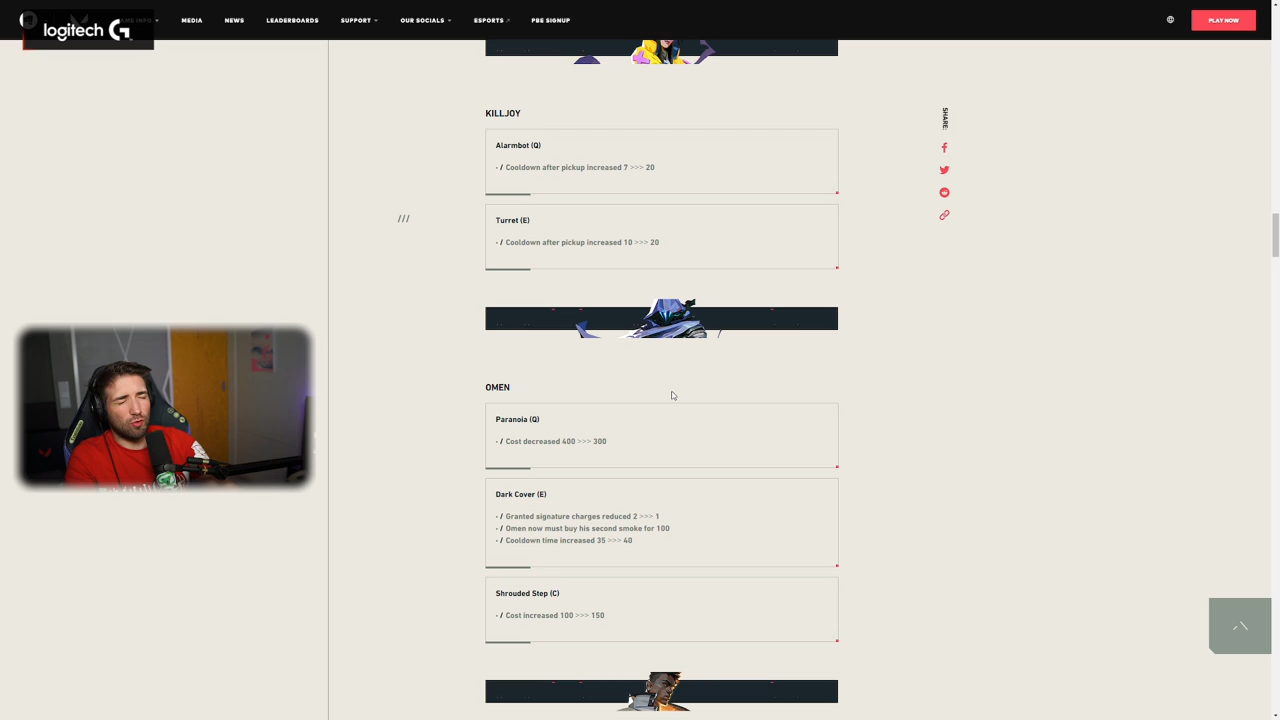 logitech G
MEDIA
NEWS
LEADERBOARDS
SUPPORT
OUR SOCIALS
ESPORTS
PBE SIGNUP
PLAY NOW
SHARE:
KILLJOY
Alarmbot (Q)
• / Cooldown after pickup increased 7 >>> 20
Turret (E)
• / Cooldown after pickup increased 10 >>> 20
///
OMEN
Paranoia (Q)
• / Cost decreased 400 >>> 300
Dark Cover (E)
• / Granted signature charges reduced 2 >>> 1
• / Omen now must buy his second smoke for 100
• / Cooldown time increased 35 >>> 40
Shrouded Step (C)
• / Cost increased 100 >>> 150